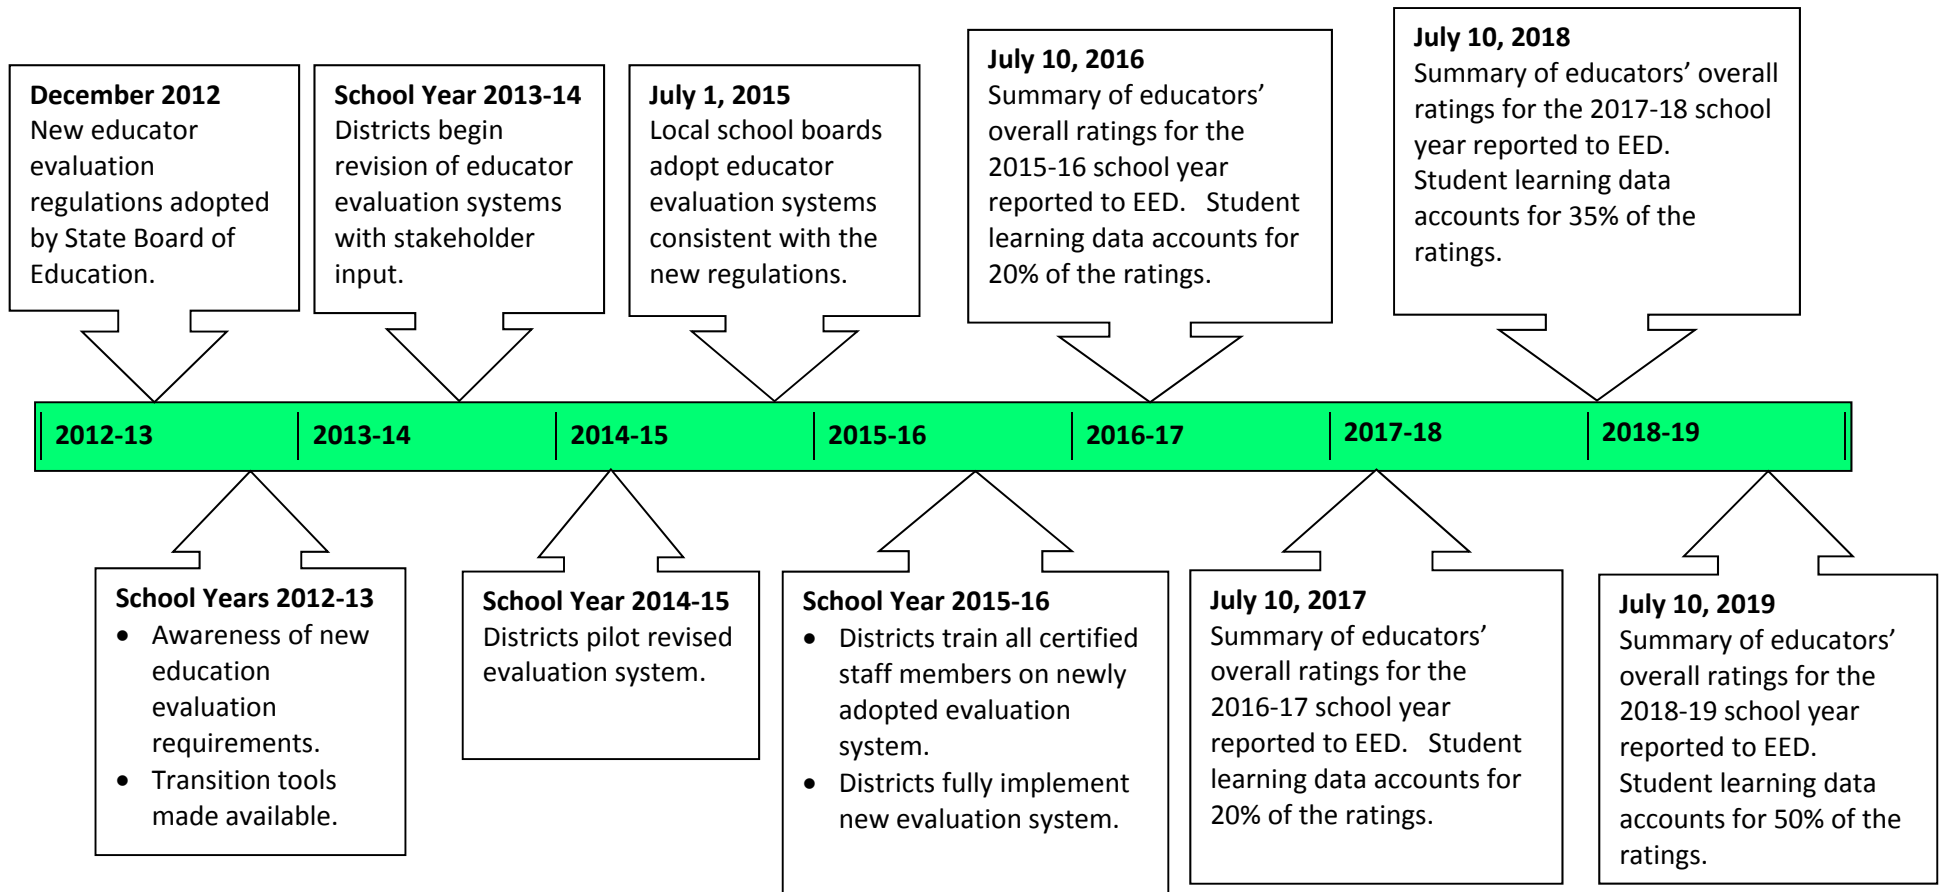 December 2012
New educator
evaluation
regulations adopted
by State Board of
Education.
School Year 2013-14
Districts begin
revision of educator
evaluation systems
with stakeholder
input.
July 1, 2015
Local school boards
adopt educator
evaluation systems
consistent with the
new regulations.
July 10, 2016
Summary of educators’
overall ratings for the
2015-16 school year
reported to EED.   Student
learning data accounts for
20% of the ratings.
July 10, 2018
Summary of educators’ overall
ratings for the 2017-18 school
year reported to EED.
Student learning data
accounts for 35% of the
ratings.
2012-13
2013-14
2014-15
2015-16
2016-17
2017-18
2018-19
School Years 2012-13
• Awareness of new
education
evaluation
requirements.
• Transition tools
made available.
School Year 2014-15
Districts pilot revised
evaluation system.
School Year 2015-16
• Districts train all certified
staff members on newly
adopted evaluation
system.
• Districts fully implement
new evaluation system.
July 10, 2017
Summary of educators’
overall ratings for the
2016-17 school year
reported to EED.   Student
learning data accounts for
20% of the ratings.
July 10, 2019
Summary of educators’
overall ratings for the
2018-19 school year
reported to EED.
Student learning data
accounts for 50% of the
ratings.